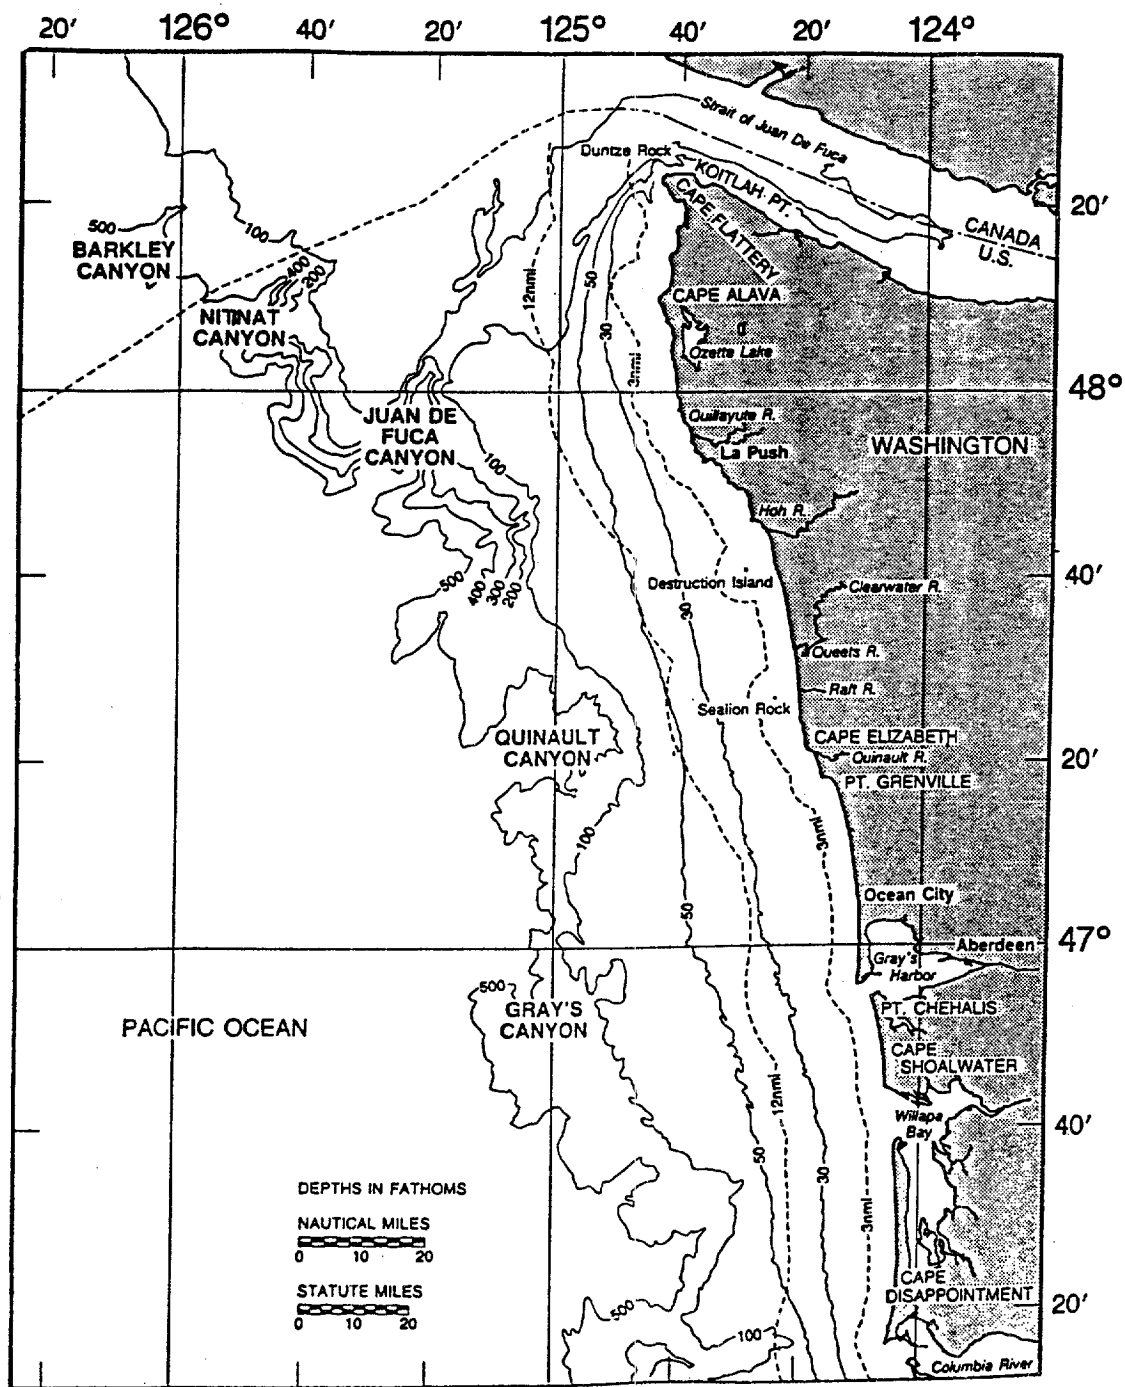 20′ 126° 40′ 20′ 125° 40′ 20′ 124°
Strait of Juan De Fuca
Duntze Rock
KOITLAH PT.
CAPE FLATTERY
20′
CANADA
U.S.
500
100
BARKLEY
CANYON
400
200
12nmi
50
30
3nmi
CAPE ALAVA
NITINAT
CANYON
Ozette Lake
48°
JUAN DE
FUCA
CANYON
100
Quillayute R.
La Push
WASHINGTON
Hoh R.
40′
500
400
300
200
Destruction Island
30
Clearwater R.
Queets R.
Raft R.
Sealion Rock
QUINAULT
CANYON
CAPE ELIZABETH
Quinault R.
20′
PT. GRENVILLE
100
3nmi
50
Ocean City
Aberdeen
47°
Gray's
Harbor
500
GRAY'S
CANYON
PT. CHEHALIS
PACIFIC OCEAN
CAPE
SHOALWATER
12nmi
Willapa
Bay
40′
50
30
3nmi
DEPTHS IN FATHOMS
NAUTICAL MILES
0 10 20
STATUTE MILES
0 10 20
CAPE
DISAPPOINTMENT
20′
500
100
Columbia River